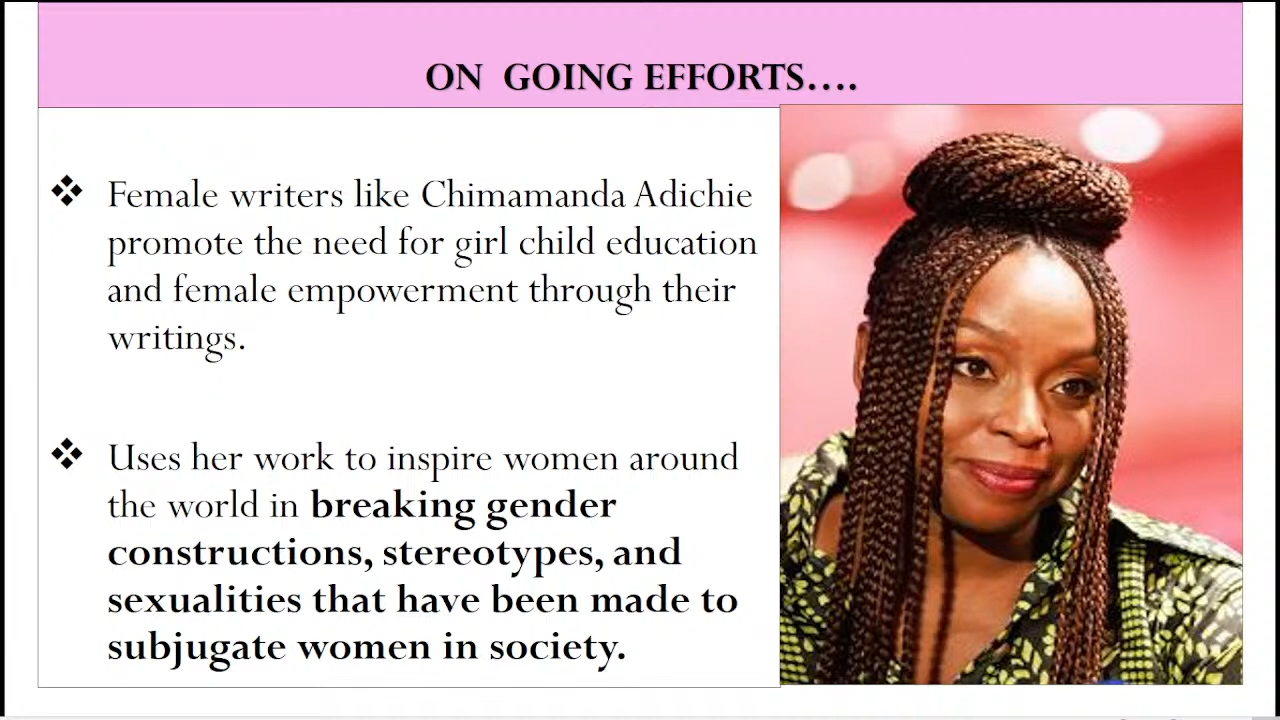 ON GOING EFFORTS....
Female writers like Chimamanda Adichie
promote the need for girl child education
and female empowerment through their
writings.
Uses her work to inspire women around
the world in breaking gender
constructions, stereotypes, and
sexualities that have been made to
subjugate women in society.